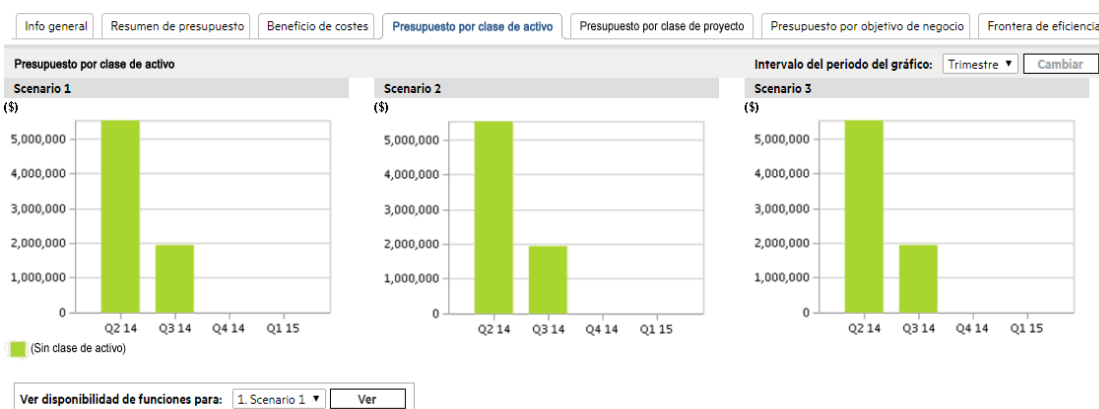 Info general Resumen de presupuesto Beneficio de costes Presupuesto por clase de activo Presupuesto por clase de proyecto Presupuesto por objetivo de negocio Frontera de eficiencia
Presupuesto por clase de activo Intervalo del periodo del gráfico: Trimestre Cambiar
Scenario 1
($)
5,000,000
4,000,000
3,000,000
2,000,000
1,000,000
0
Q2 14 Q3 14 Q4 14 Q1 15
(Sin clase de activo)
Scenario 2
($)
5,000,000
4,000,000
3,000,000
2,000,000
1,000,000
0
Q2 14 Q3 14 Q4 14 Q1 15
Scenario 3
($)
5,000,000
4,000,000
3,000,000
2,000,000
1,000,000
0
Q2 14 Q3 14 Q4 14 Q1 15
Ver disponibilidad de funciones para: 1. Scenario 1 Ver